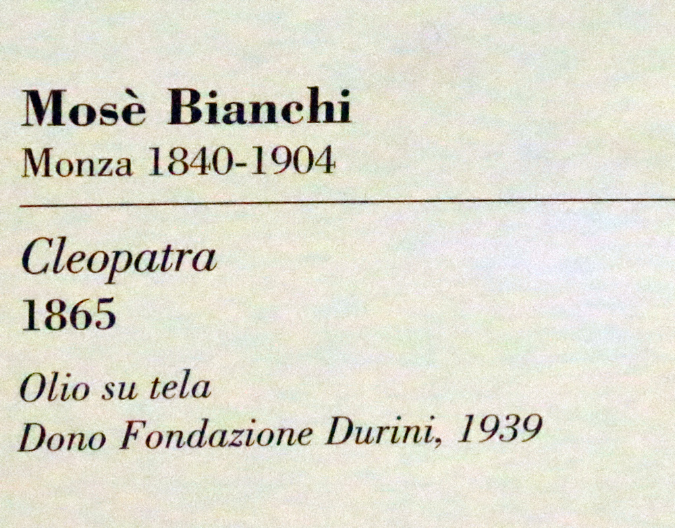 Mosè Bianchi
Monza 1840-1904
Cleopatra
1865
Olio su tela
Dono Fondazione Durini, 1939